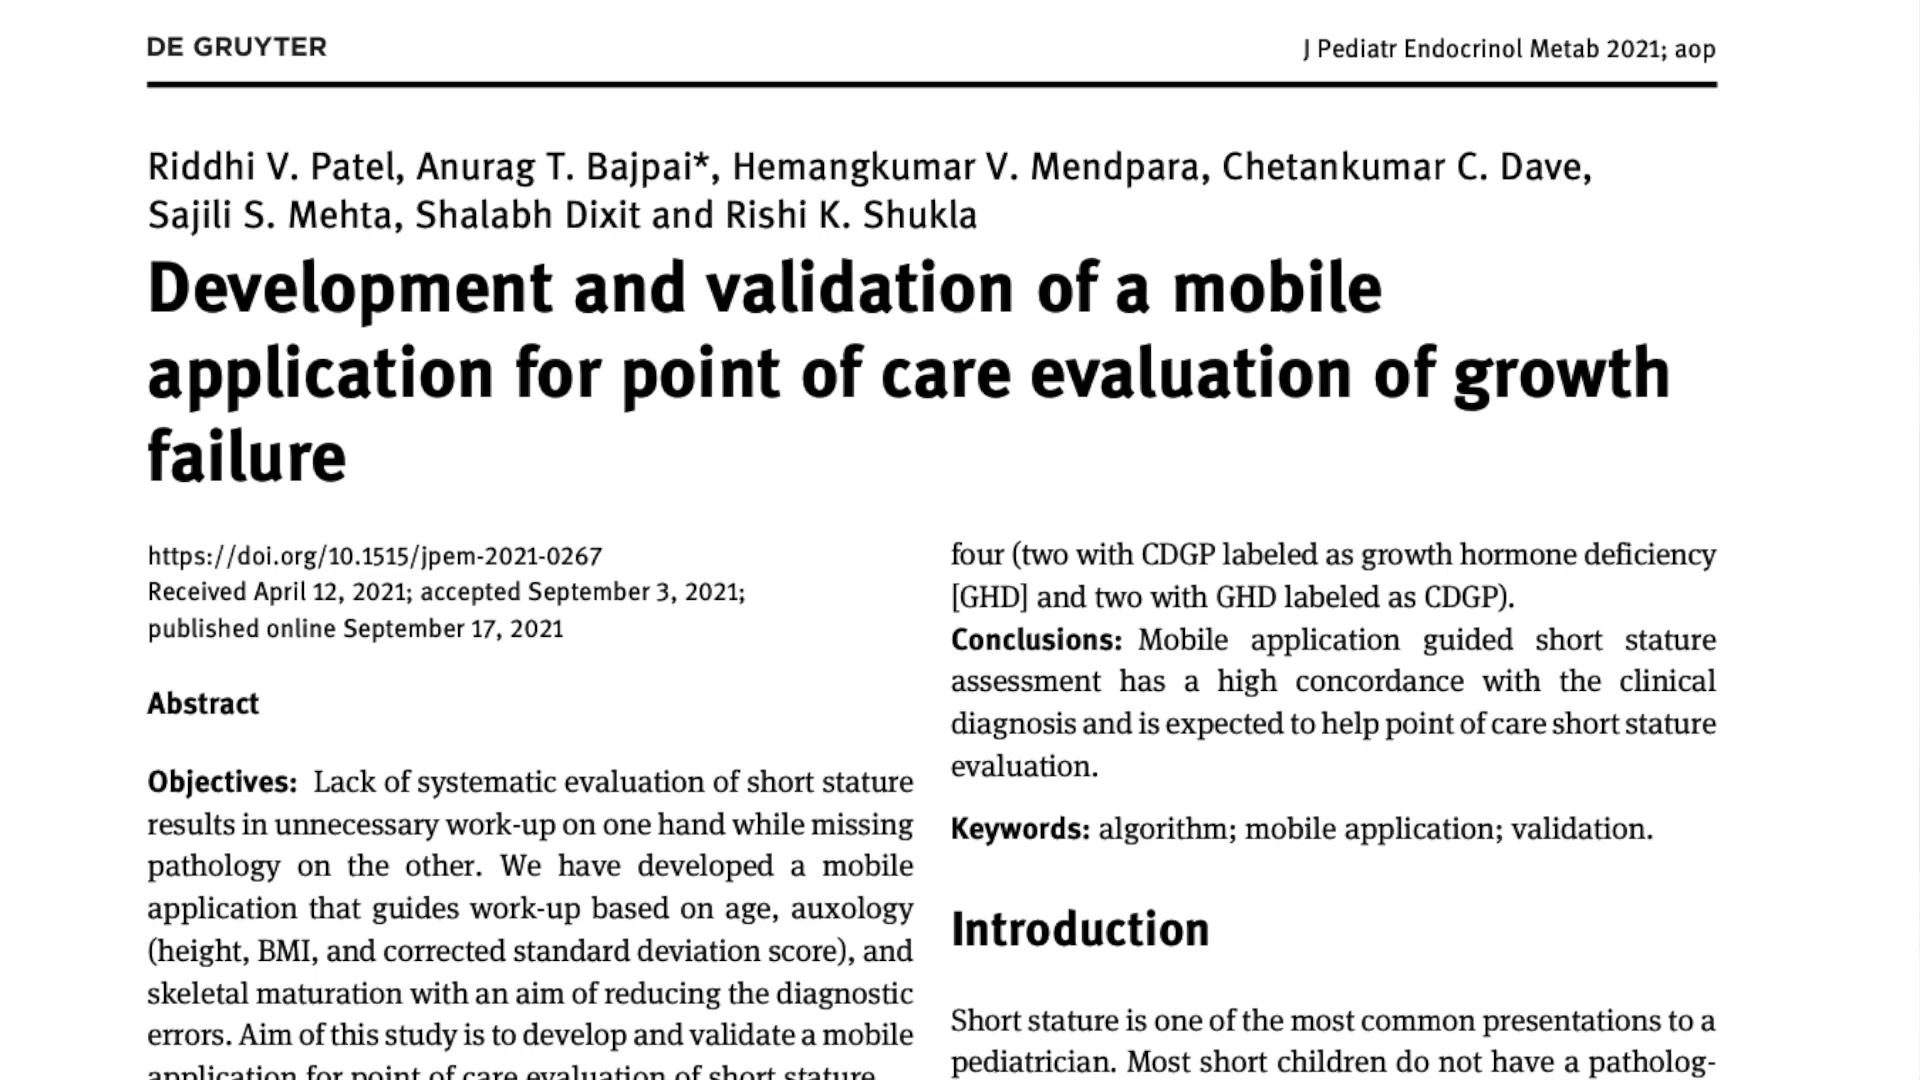 DE GRUYTER
J Pediatr Endocrinol Metab 2021; aop
Riddhi V. Patel, Anurag T. Bajpai*, Hemangkumar V. Mendpara, Chetankumar C. Dave,
Sajili S. Mehta, Shalabh Dixit and Rishi K. Shukla
Development and validation of a mobile
application for point of care evaluation of growth
failure
https://doi.org/10.1515/jpem-2021-0267
Received April 12, 2021; accepted September 3, 2021;
published online September 17, 2021
Abstract
Objectives: Lack of systematic evaluation of short stature
results in unnecessary work-up on one hand while missing
pathology on the other. We have developed a mobile
application that guides work-up based on age, auxology
(height, BMI, and corrected standard deviation score), and
skeletal maturation with an aim of reducing the diagnostic
errors. Aim of this study is to develop and validate a mobile
application for point of care evaluation of short stature.
four (two with CDGP labeled as growth hormone deficiency
[GHD] and two with GHD labeled as CDGP).
Conclusions: Mobile application guided short stature
assessment has a high concordance with the clinical
diagnosis and is expected to help point of care short stature
evaluation.
Keywords: algorithm; mobile application; validation.
Introduction
Short stature is one of the most common presentations to a
pediatrician. Most short children do not have a patholog-